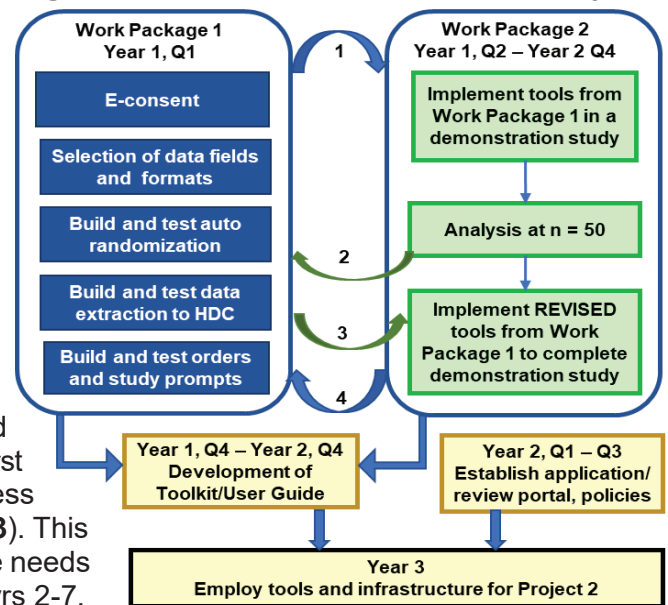 Work Package 1
Year 1, Q1
E-consent
Selection of data fields
and formats
Build and test auto
randomization
Build and test data
extraction to HDC
Build and test orders
and study prompts
1
2
3
4
Work Package 2
Year 1, Q2 – Year 2 Q4
Implement tools from
Work Package 1 in a
demonstration study
Analysis at n = 50
Implement REVISED
tools from Work
Package 1 to complete
demonstration study
Year 1, Q4 – Year 2, Q4
Development of
Toolkit/User Guide
Year 2, Q1 – Q3
Establish application/
review portal, policies
Year 3
Employ tools and infrastructure for Project 2
). This
needs
yrs 2-7.